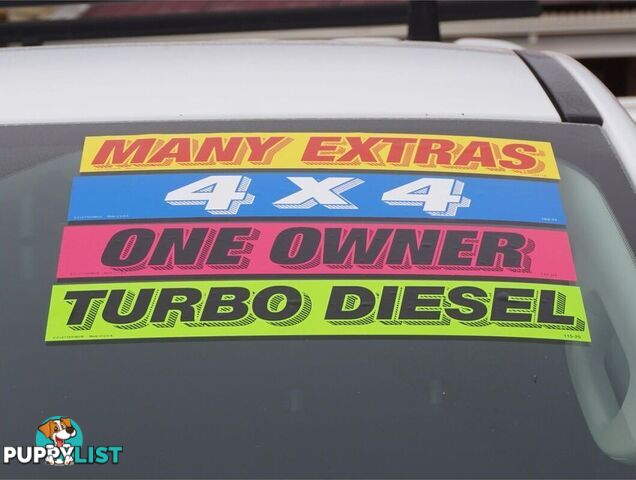 MANY EXTRAS
4 X 4
ONE OWNER
TURBO DIESEL
PUPPYLIST